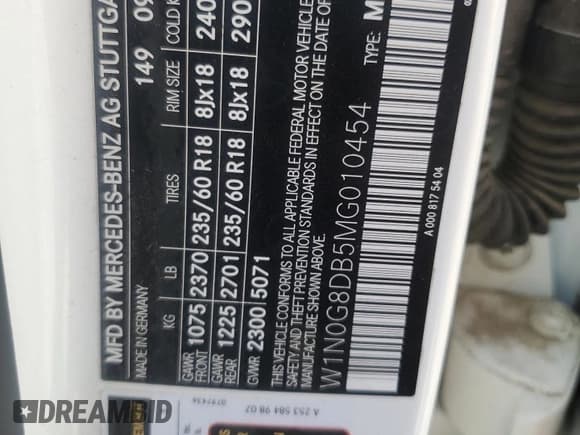 MFD BY MERCEDES-BENZ AG STUTTGA
MADE IN GERMANY 149 09
KG LB TIRES RIM SIZE COLD K
GAWR FRONT 1075 2370 235/60 R18 8Jx18 240
GAWR REAR 1225 2701 235/60 R18 8Jx18 290
GVWR 2300 5071
THIS VEHICLE CONFORMS TO ALL APPLICABLE FEDERAL MOTOR VEHICLE
SAFETY AND THEFT PREVENTION STANDARDS IN EFFECT ON THE DATE OF
MANUFACTURE SHOWN ABOVE.
W1N0G8DB5MG010454 TYPE: M
A 000 817 54 04
A 253 584 98 02
DREAMBID